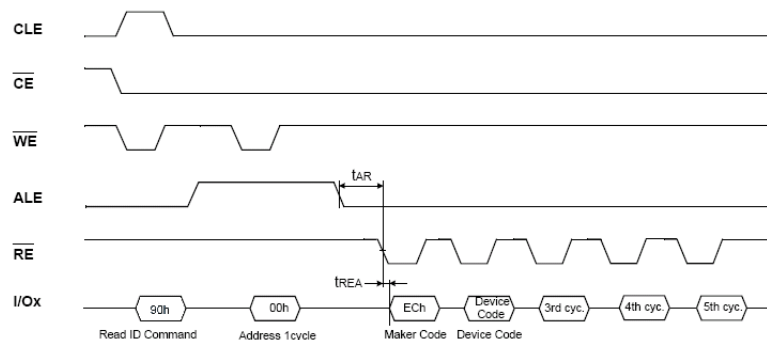 CLE
CE
WE
ALE
tAR
RE
tREA
I/Ox
90h
00h
ECh
Device
Code
3rd cyc.
4th cyc.
5th cyc.
Read ID Command
Address 1cycle
Maker Code
Device Code